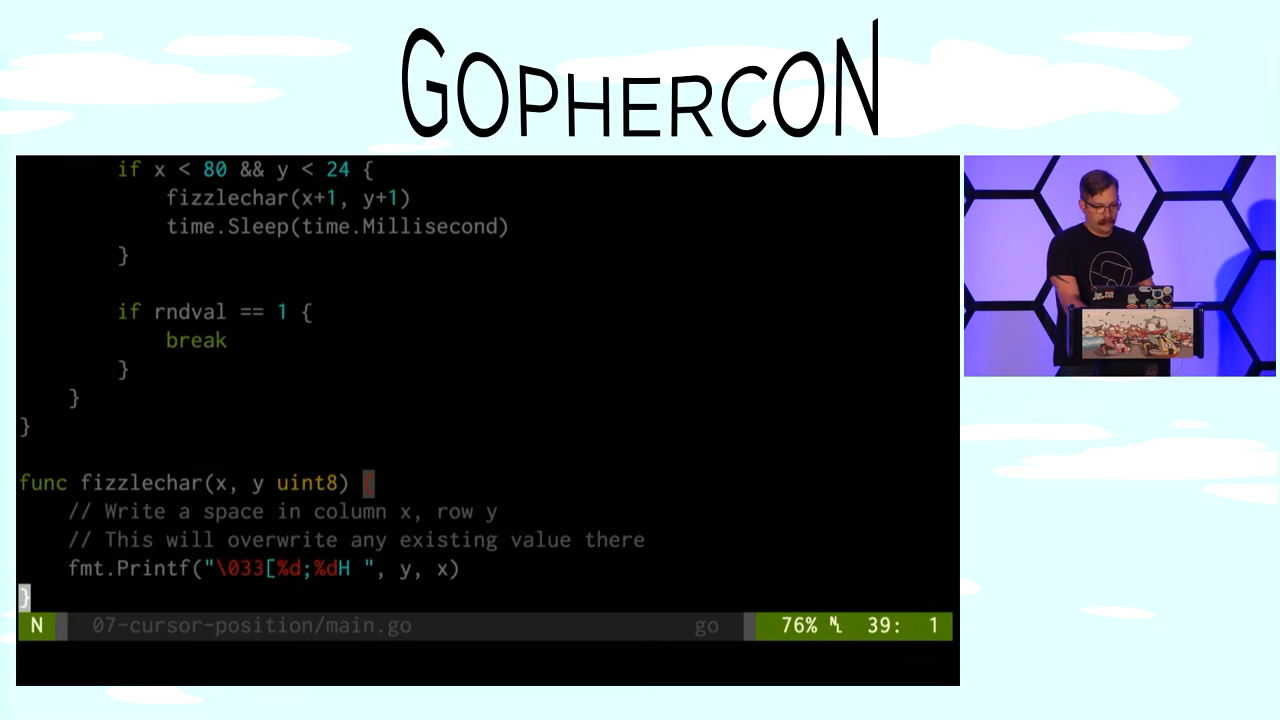 GOPHERCON
if x < 80 && y < 24 {
fizzlechar(x+1, y+1)
time.Sleep(time.Millisecond)
}
if rndval == 1 {
break
}
}
}
func fizzlechar(x, y uint8) {
// Write a space in column x, row y
// This will overwrite any existing value there
fmt.Printf("\033[%d;%dH ", y, x)
}
N 07-cursor-position/main.go go 76% ␤ 39: 1